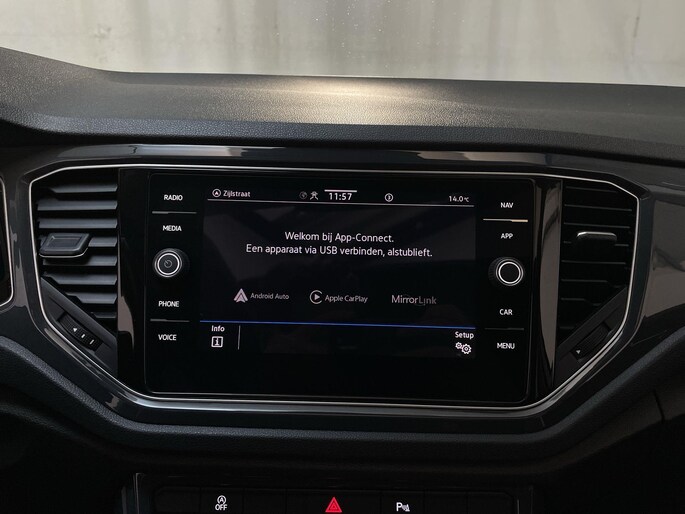 RADIO
MEDIA
PHONE
VOICE
Zijlstraat
11:57
14.0°C
Welkom bij App-Connect.
Een apparaat via USB verbinden, alstublieft.
Android Auto
Apple CarPlay
MirrorLink
Info
Setup
NAV
APP
CAR
MENU
A
OFF
P